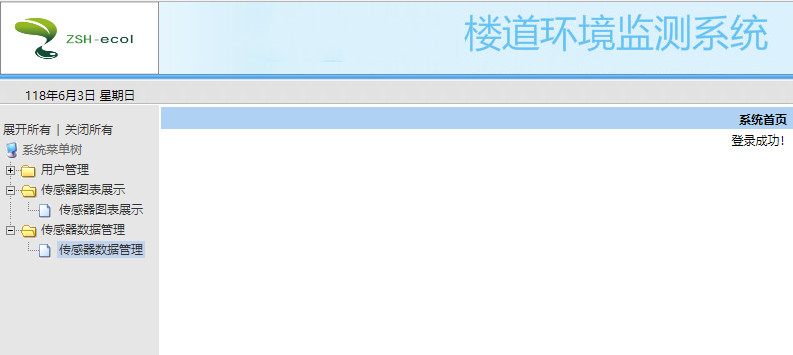 ZSH-ecol
楼道环境监测系统
118年6月3日 星期日
展开所有 | 关闭所有
系统首页
登录成功!
系统菜单树
用户管理
传感器图表展示
传感器图表展示
传感器数据管理
传感器数据管理